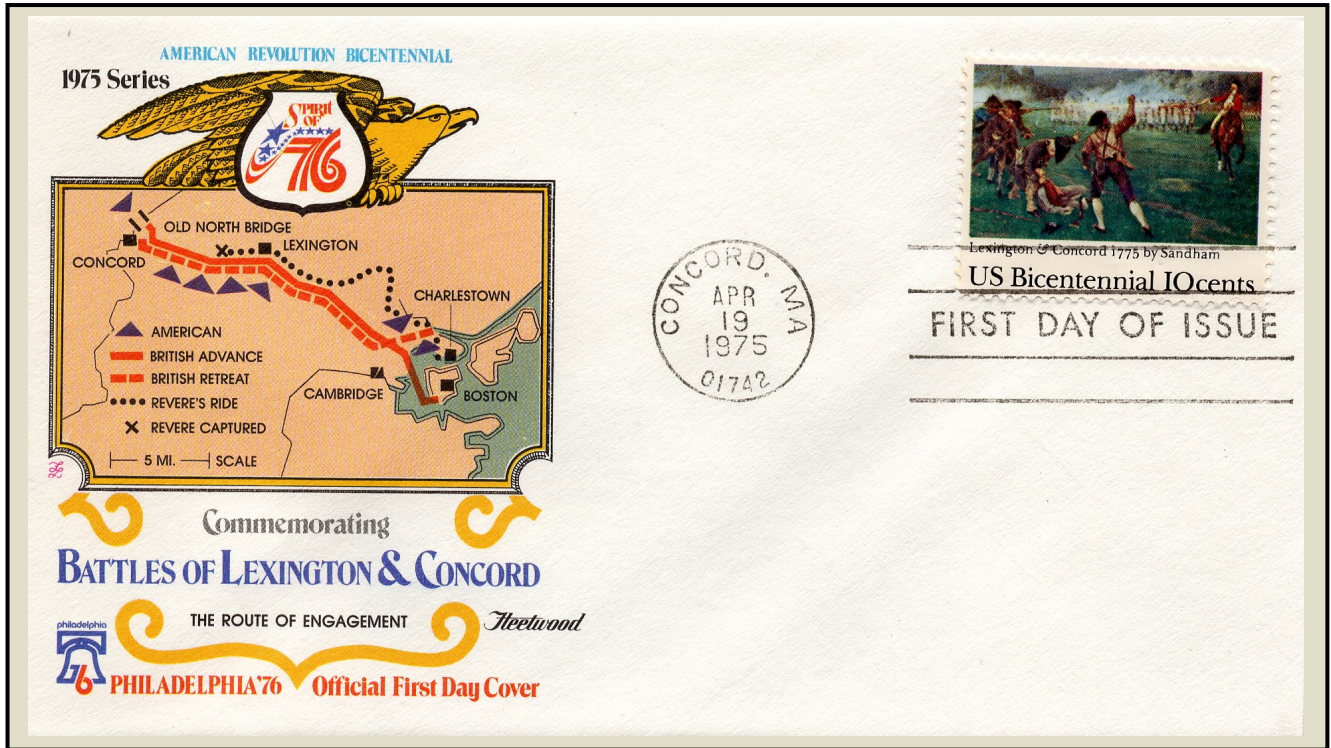 AMERICAN REVOLUTION BICENTENNIAL
1975 Series
SPIRIT
OF
76
OLD NORTH BRIDGE
LEXINGTON
CONCORD
CHARLESTOWN
AMERICAN
BRITISH ADVANCE
BRITISH RETREAT
REVERE'S RIDE
REVERE CAPTURED
5 MI. SCALE
CAMBRIDGE
BOSTON
Commemorating
BATTLES OF LEXINGTON & CONCORD
THE ROUTE OF ENGAGEMENT
Fleetwood
philadelphia
76
PHILADELPHIA'76 Official First Day Cover
CONCORD, MA
APR
19
1975
01742
Lexington & Concord 1775 by Sandham
US Bicentennial 10cents
FIRST DAY OF ISSUE